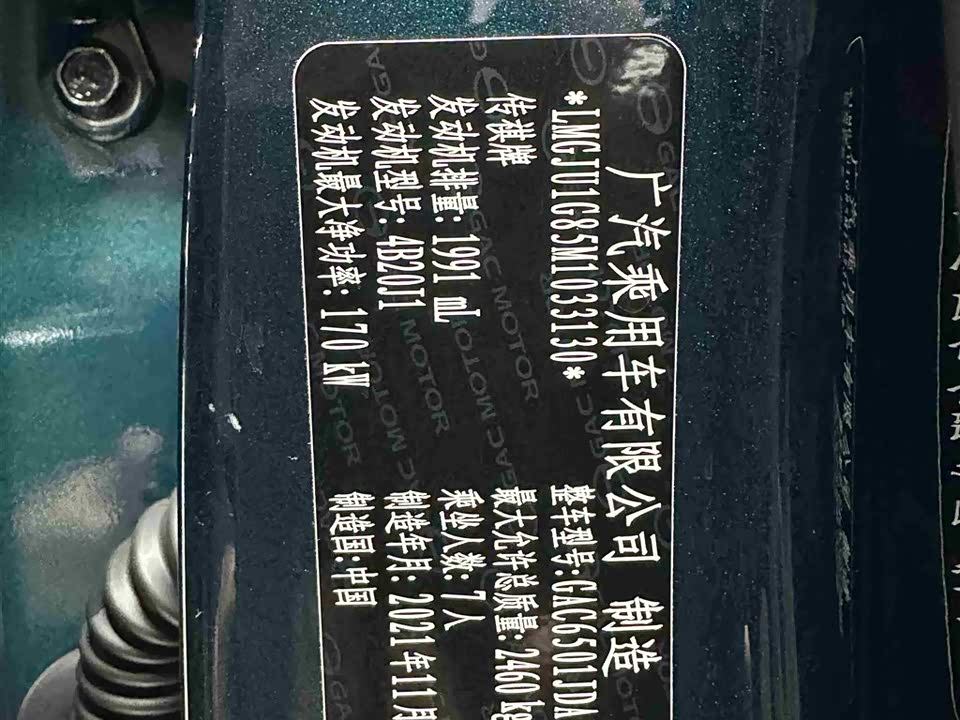 广汽乘用车有限公司 制造
*LMGJU1G85M1033130* 整车型号:GAC6501JDA
传祺牌 最大允许总质量: 2460 kg
发动机排量: 1991 mL 乘坐人数: 7人
发动机型号: 4B20J1 制造年月: 2021年11月
发动机最大净功率: 170 kW 制造国: 中国